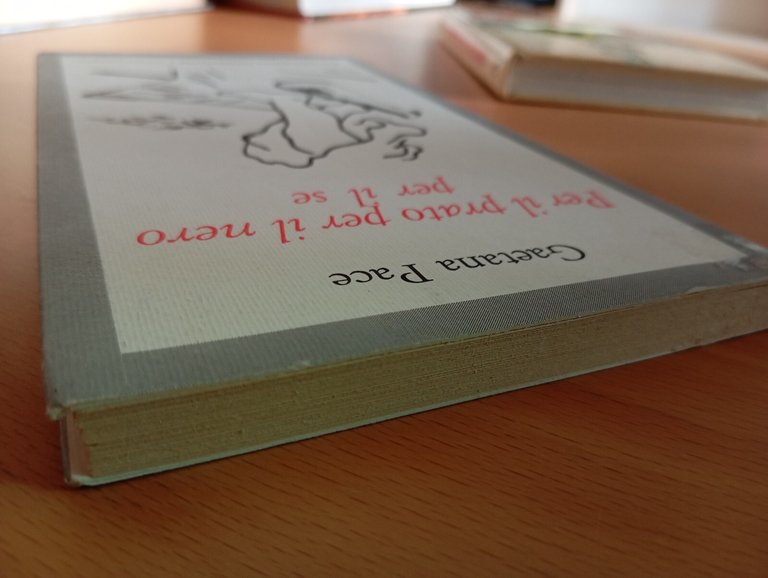 Gaetana Pace
Per il prato per il nero
per il se